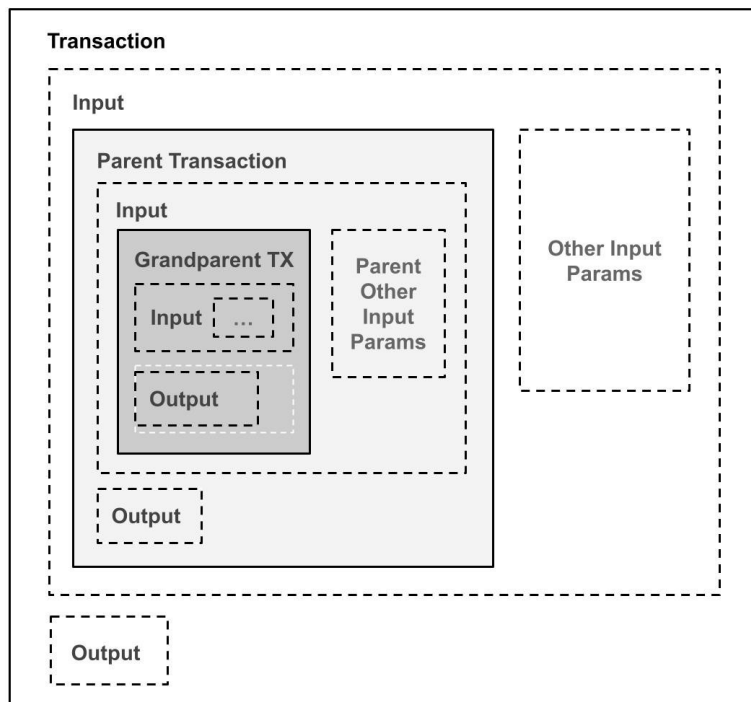 Transaction
Input
Parent Transaction
Input
Grandparent TX
Input
...
Output
Parent
Other
Input
Params
Output
Other Input
Params
Output